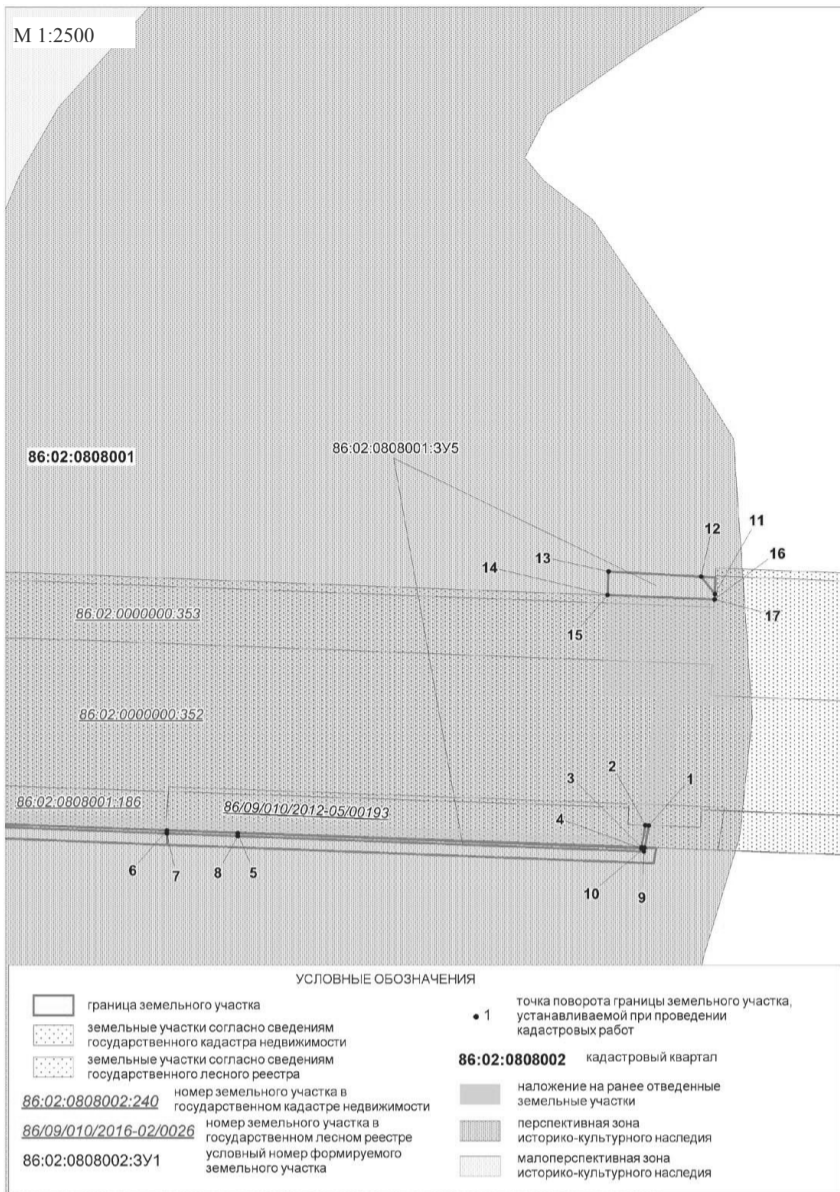 М 1:2500
86:02:0808001
86:02:0808001:ЗУ5
13
12
11
14
16
15
17
86:02:0000000:353
86:02:0000000:352
2
1
3
86:02:0808001:186
86/09/010/2012-05/00193
4
6
7
8
5
10
9
УСЛОВНЫЕ ОБОЗНАЧЕНИЯ
граница земельного участка
земельные участки согласно сведениям
государственного кадастра недвижимости
земельные участки согласно сведениям
государственного лесного реестра
86:02:0808002:240
номер земельного участка в
государственном кадастре недвижимости
86/09/010/2016-02/0026
номер земельного участка в
государственном лесном реестре
86:02:0808002:ЗУ1
условный номер формируемого
земельного участка
1
точка поворота границы земельного участка,
устанавливаемой при проведении
кадастровых работ
86:02:0808002 кадастровый квартал
наложение на ранее отведенные
земельные участки
перспективная зона
историко-культурного наследия
малоперспективная зона
историко-культурного наследия